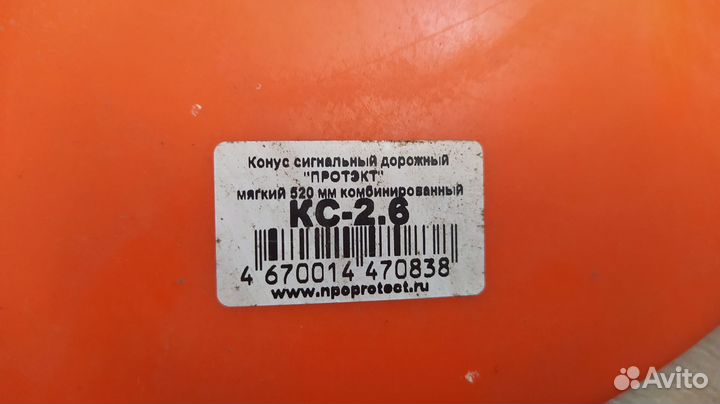 Конус сигнальный дорожный
"ПРОТЭКТ"
мягкий 520 мм комбинированный
КС-2.6
4 670014 470838
www.npoprotect.ru
Avito